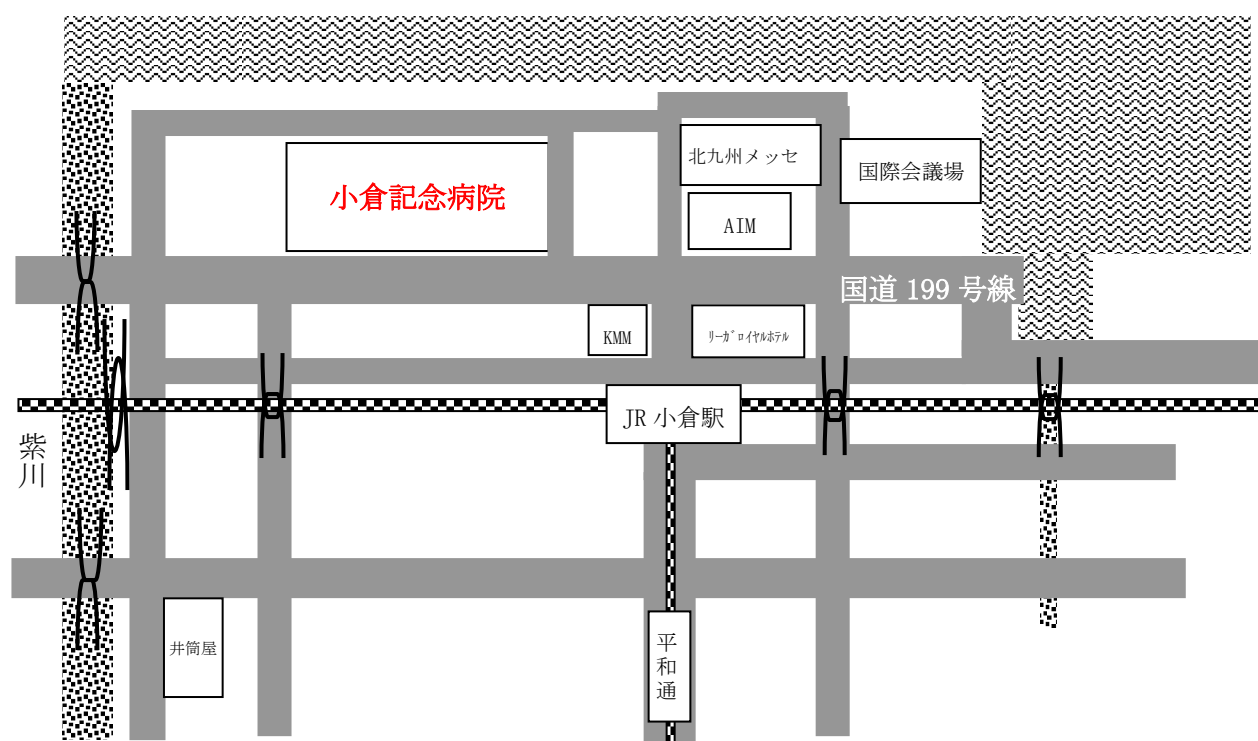 北九州メッセ
国際会議場
小倉記念病院
AIM
国道 199 号線
KMM
リーガロイヤルホテル
JR 小倉駅
紫川
井筒屋
平和通